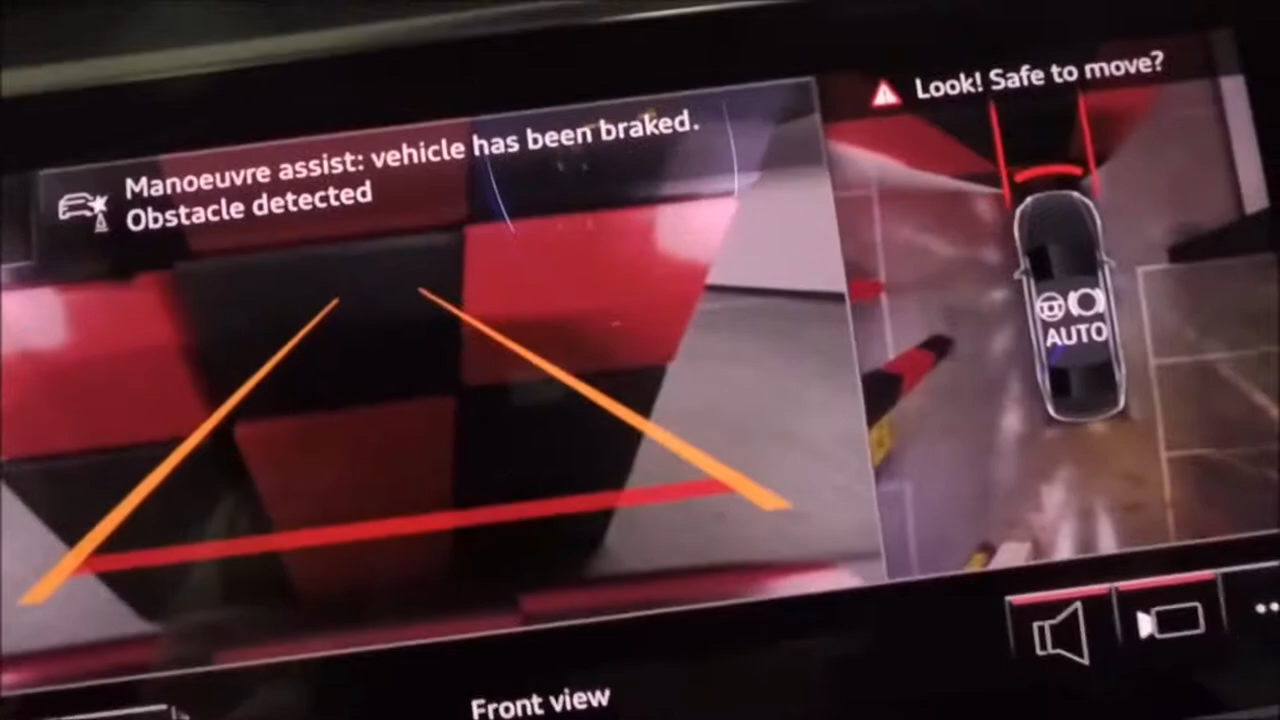 Manoeuvre assist: vehicle has been braked.
Obstacle detected
Look! Safe to move?
AUTO
Front view